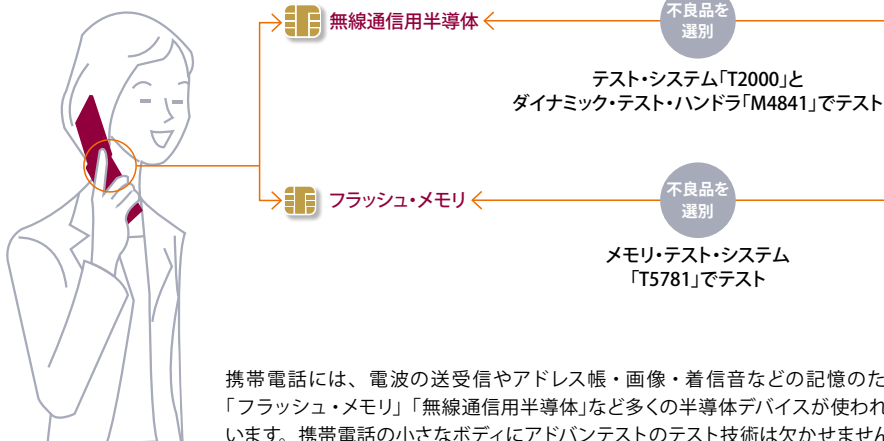 不良品を
選別
無線通信用半導体
テスト・システム「T2000」と
ダイナミック・テスト・ハンドラ「M4841」でテスト
不良品を
選別
フラッシュ・メモリ
メモリ・テスト・システム
「T5781」でテスト
携帯電話には、電波の送受信やアドレス帳・画像・着信音などの記憶のた
「フラッシュ・メモリ」「無線通信用半導体」など多くの半導体デバイスが使われ
います。携帯電話の小さなボディにアドバンテストのテスト技術は欠かせません